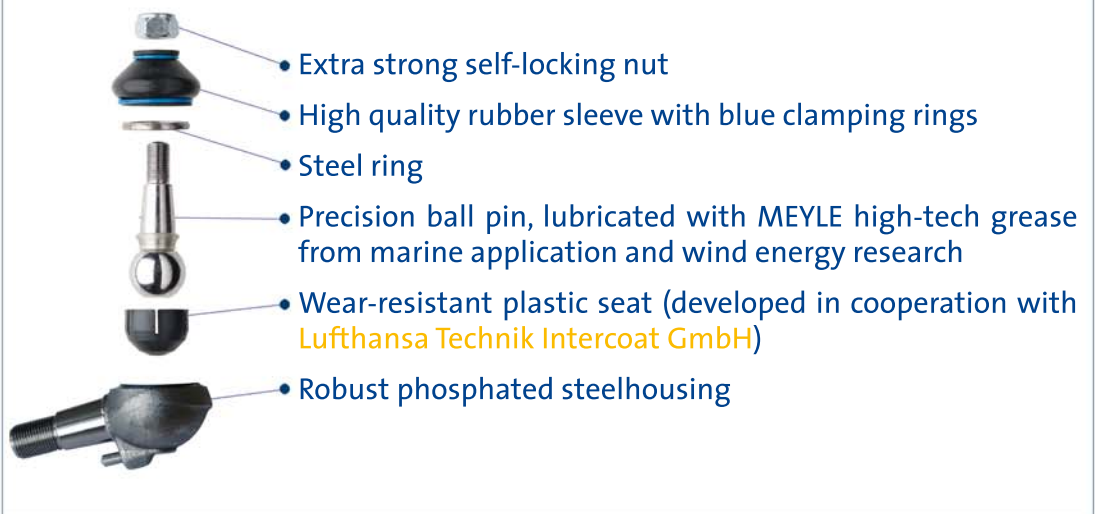 Extra strong self-locking nut
High quality rubber sleeve with blue clamping rings
Steel ring
Precision ball pin, lubricated with MEYLE high-tech grease
from marine application and wind energy research
Wear-resistant plastic seat (developed in cooperation with
Lufthansa Technik Intercoat GmbH)
Robust phosphated steelhousing